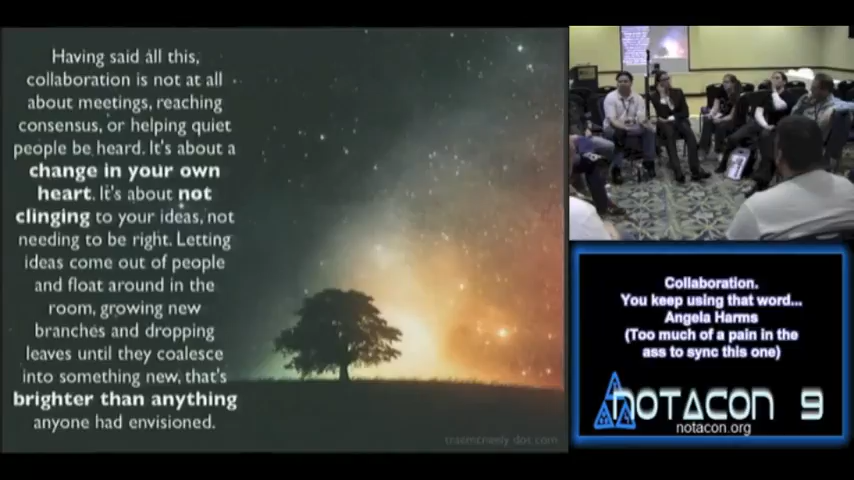 Having said all this,
collaboration is not at all
about meetings, reaching
consensus, or helping quiet
people be heard. It's about a
change in your own
heart. It's about not
clinging to your ideas, not
needing to be right. Letting
ideas come out of people
and float around in the
room, growing new
branches and dropping
leaves until they coalesce
into something new, that's
brighter than anything
anyone had envisioned.
Collaboration.
You keep using that word...
Angela Harms
(Too much of a pain in the
ass to sync this one)
NOTACON 9
notacon.org